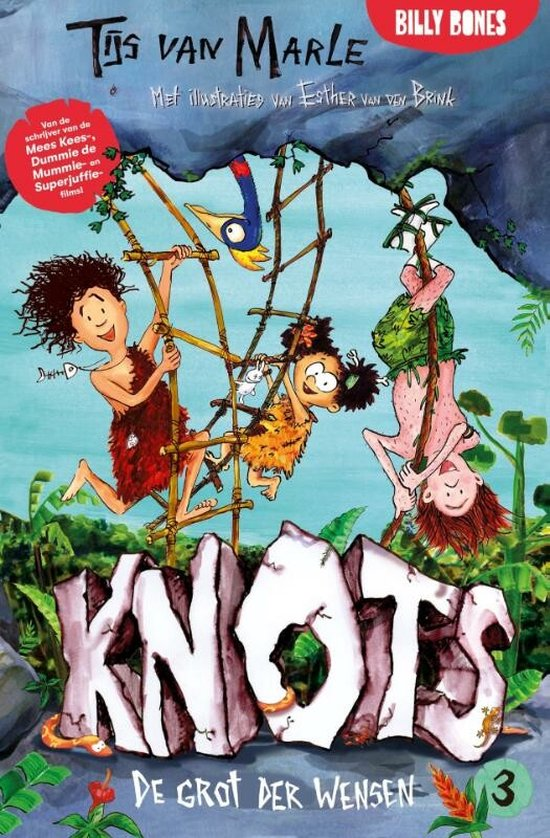 BILLY BONES
TIJS VAN MARLE
MET ILLUSTRATIES VAN ESTHER VAN DEN BRINK
Van de
schrijver van de
Mees Kees-,
Dummie de
Mummie- en
Superjuffie-
films!
KNOTS
DE GROT DER WENSEN
3